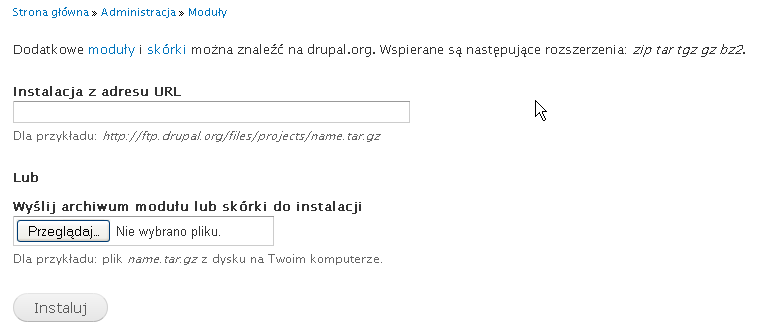 Strona główna » Administracja » Moduły
Dodatkowe moduły i skórki można znaleźć na drupal.org. Wspierane są następujące rozszerzenia: zip tar tgz gz bz2.
Instalacja z adresu URL
Dla przykładu: http://ftp.drupal.org/files/projects/name.tar.gz
Lub
Wyślij archiwum modułu lub skórki do instalacji
Przeglądaj... Nie wybrano pliku.
Dla przykładu: plik name.tar.gz z dysku na Twoim komputerze.
Instaluj